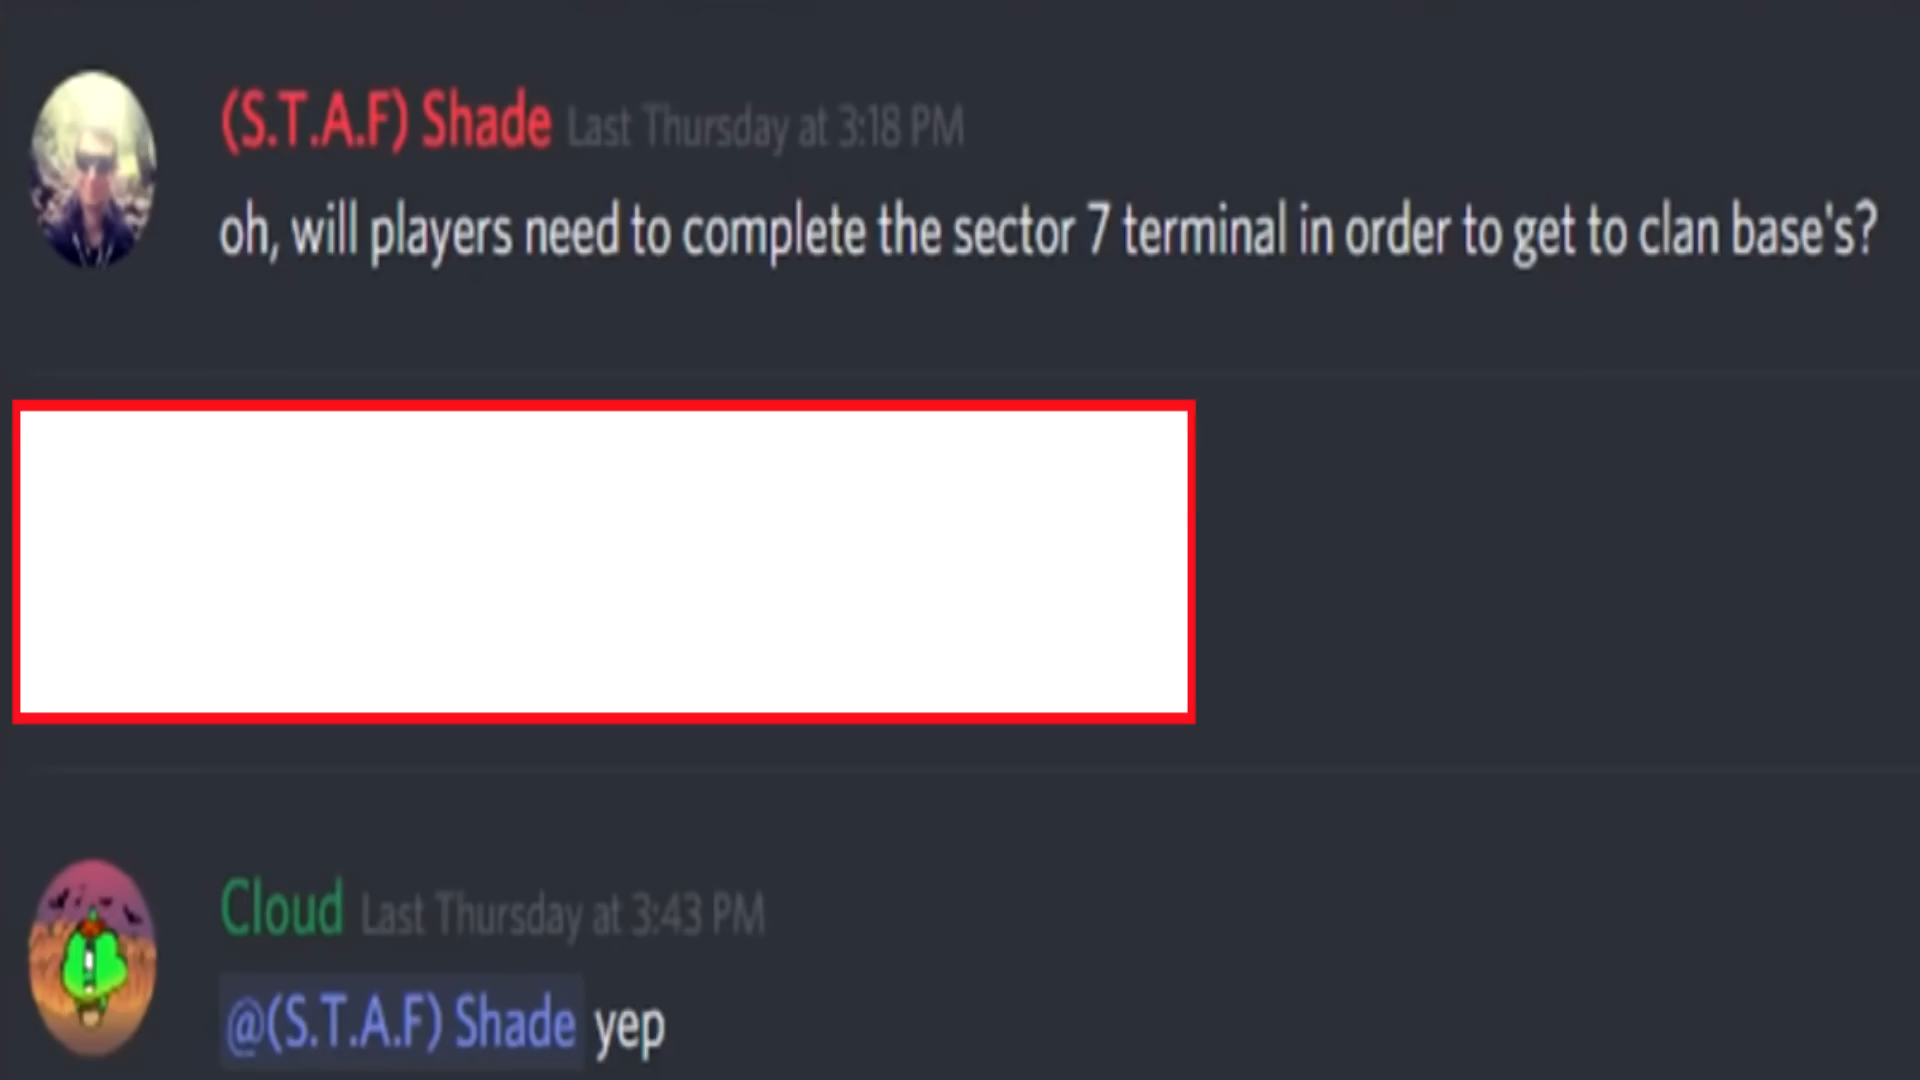 (S.T.A.F) Shade Last Thursday at 3:18 PM
oh, will players need to complete the sector 7 terminal in order to get to clan base's?
Cloud Last Thursday at 3:43 PM
@(S.T.A.F) Shade yep